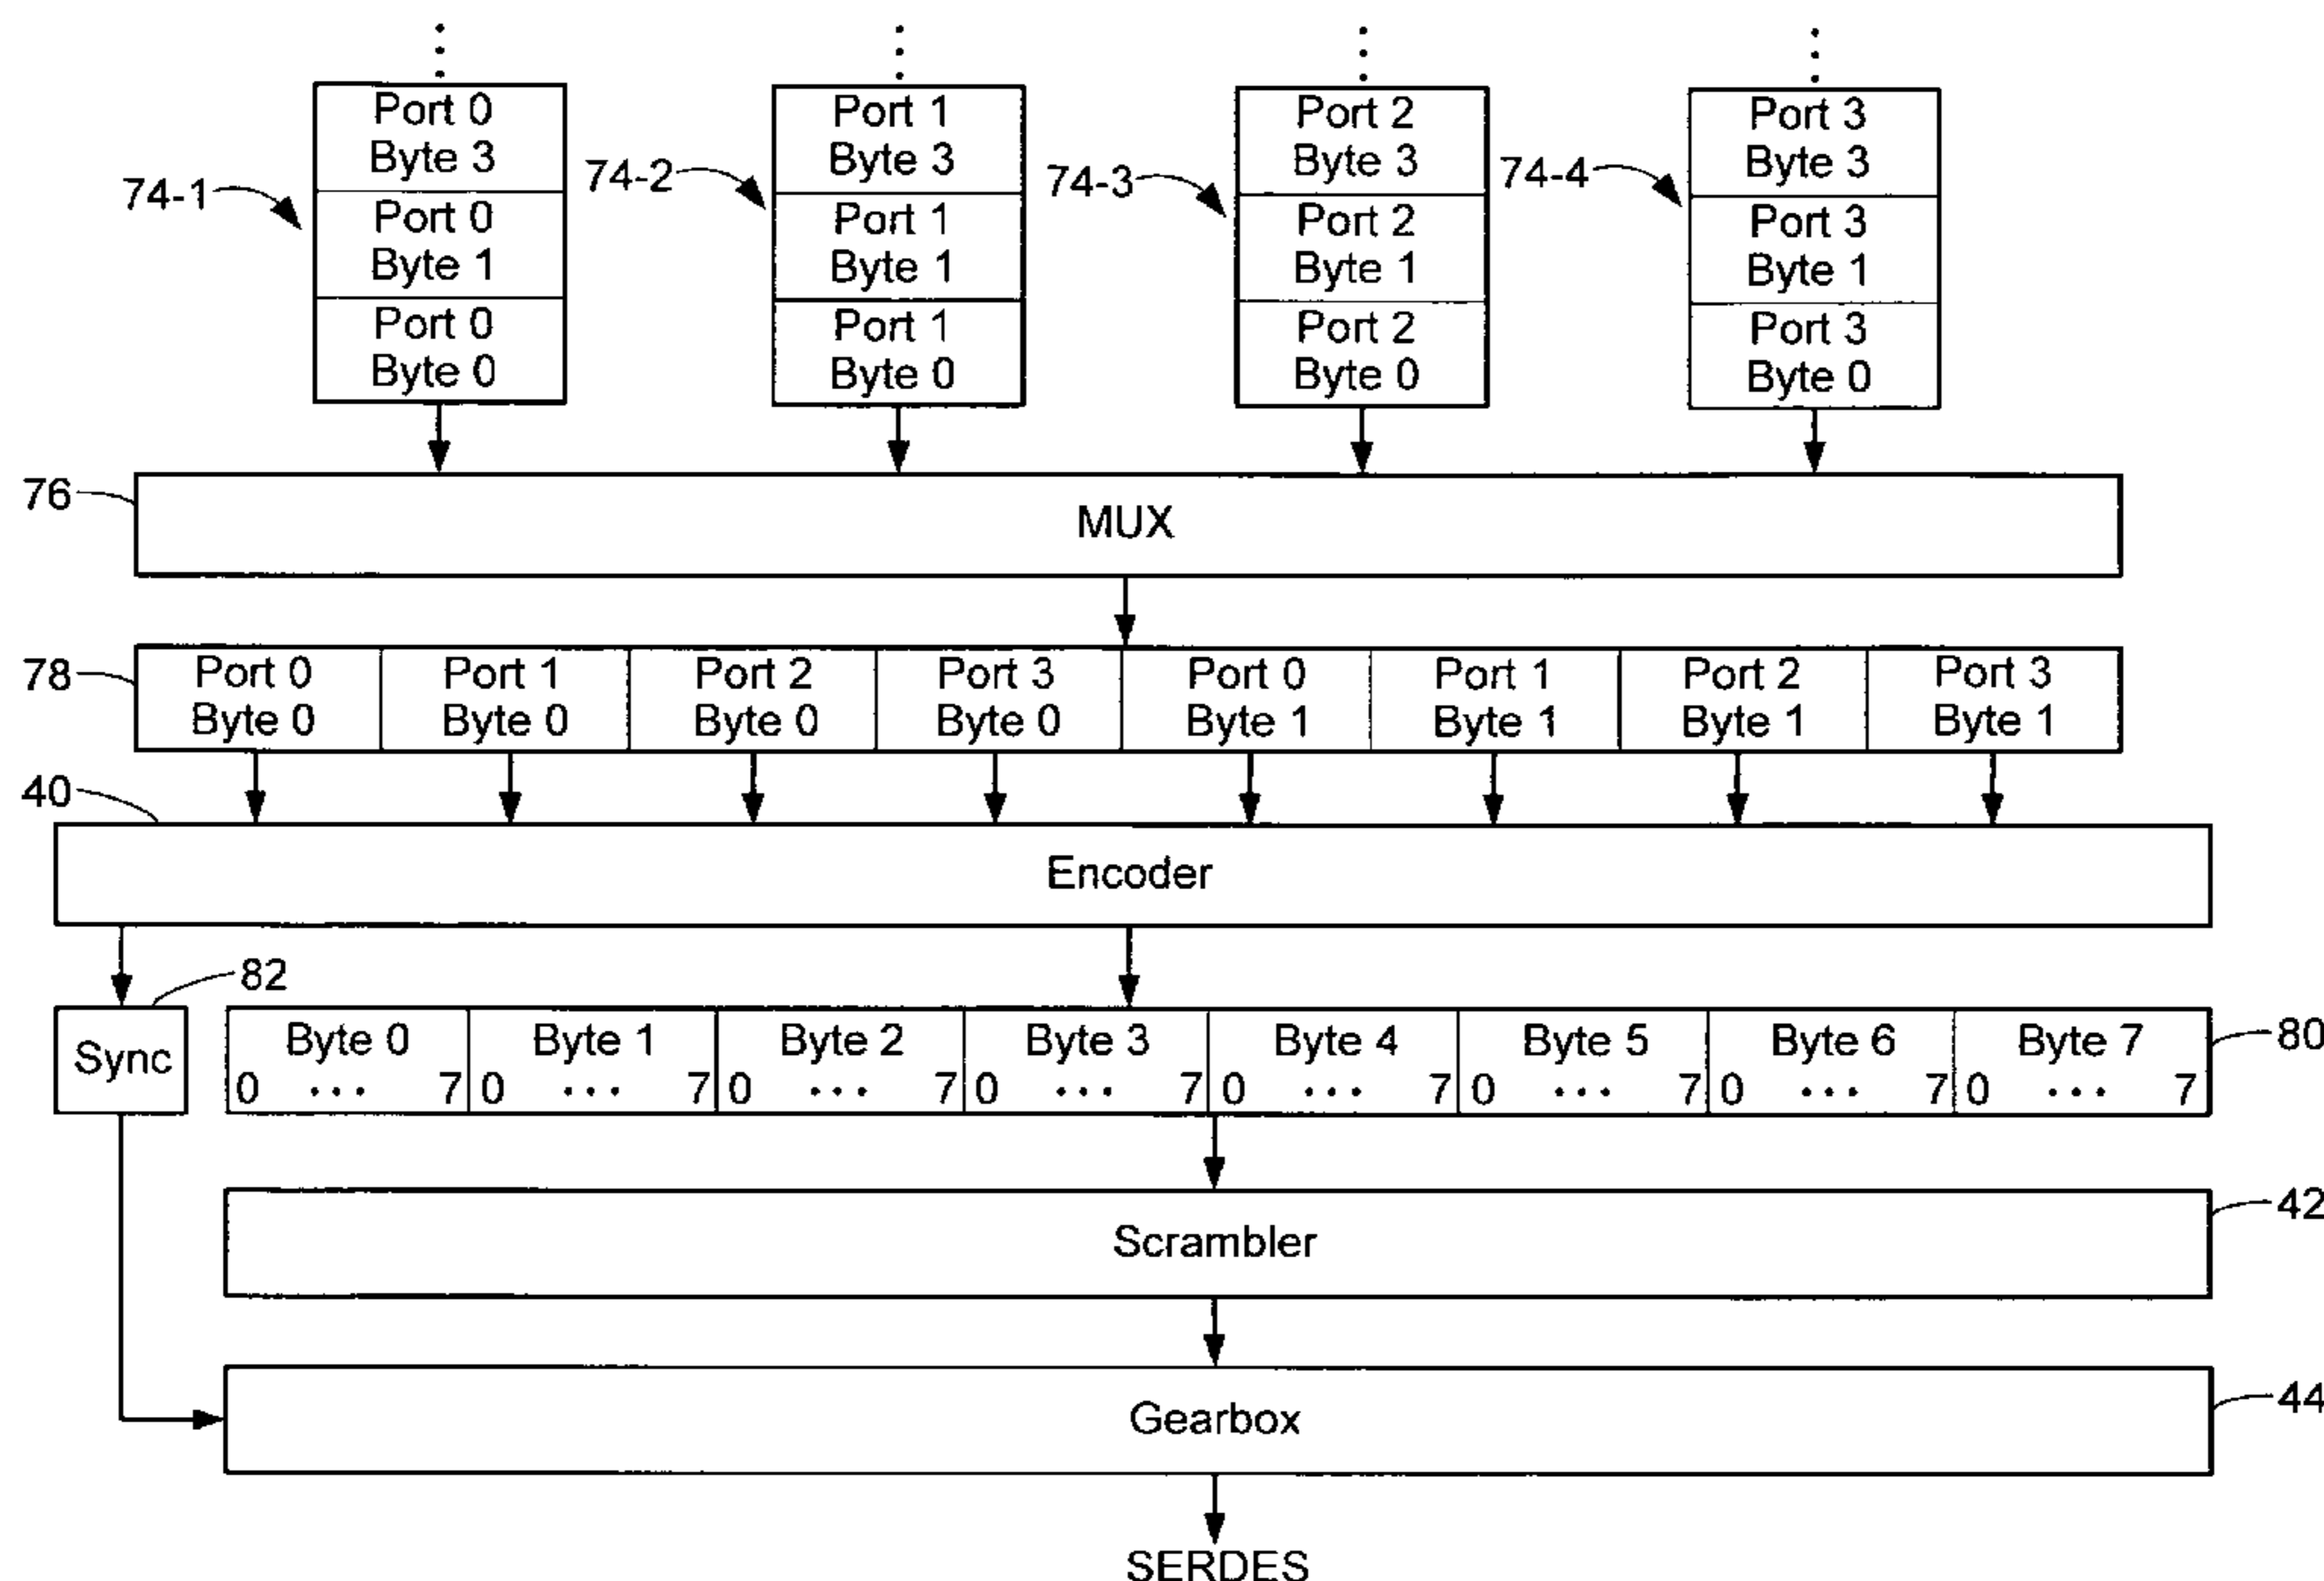 Port 0
Byte 3
Port 0
Byte 1
Port 0
Byte 0
74-1
Port 1
Byte 3
Port 1
Byte 1
Port 1
Byte 0
74-2
Port 2
Byte 3
Port 2
Byte 1
Port 2
Byte 0
74-3
Port 3
Byte 3
Port 3
Byte 1
Port 3
Byte 0
74-4
76
MUX
78
Port 0
Byte 0
Port 1
Byte 0
Port 2
Byte 0
Port 3
Byte 0
Port 0
Byte 1
Port 1
Byte 1
Port 2
Byte 1
Port 3
Byte 1
40
Encoder
82
Sync
Byte 0
0 ... 7
Byte 1
0 ... 7
Byte 2
0 ... 7
Byte 3
0 ... 7
Byte 4
0 ... 7
Byte 5
0 ... 7
Byte 6
0 ... 7
Byte 7
0 ... 7
80
Scrambler
42
Gearbox
44
SERDES